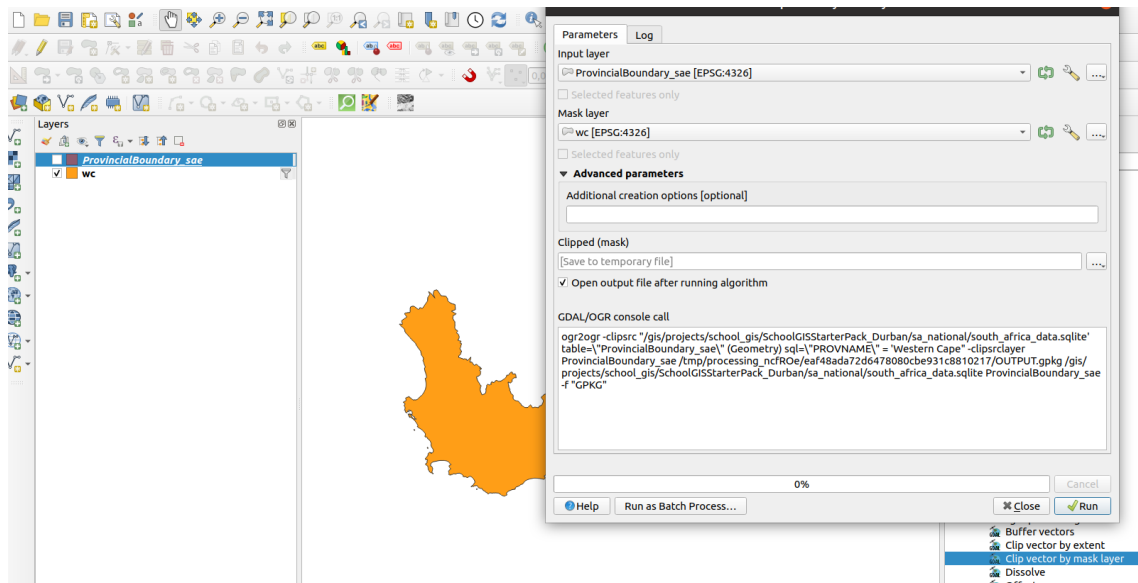 Parameters
Log
Input layer
ProvincialBoundary_sae [EPSG:4326]
Selected features only
Mask layer
wc [EPSG:4326]
Selected features only
Advanced parameters
Additional creation options [optional]
Clipped (mask)
[Save to temporary file]
Open output file after running algorithm
GDAL/OGR console call
ogr2ogr -clipsrc "/gis/projects/school_gis/SchoolGISStarterPack_Durban/sa_national/south_africa_data.sqlite'
table=\"ProvincialBoundary_sae\" (Geometry) sql=\"PROVNAME\" = 'Western Cape" -clipsrclayer
ProvincialBoundary_sae /tmp/processing_ncfROe/eaf48ada72d6478080cbe931c8810217/OUTPUT.gpkg /gis/
projects/school_gis/SchoolGISStarterPack_Durban/sa_national/south_africa_data.sqlite ProvincialBoundary_sae
-f "GPKG"
0%
Cancel
Help
Run as Batch Process...
Close
Run
Layers
ProvincialBoundary_sae
wc
Buffer vectors
Clip vector by extent
Clip vector by mask layer
Dissolve